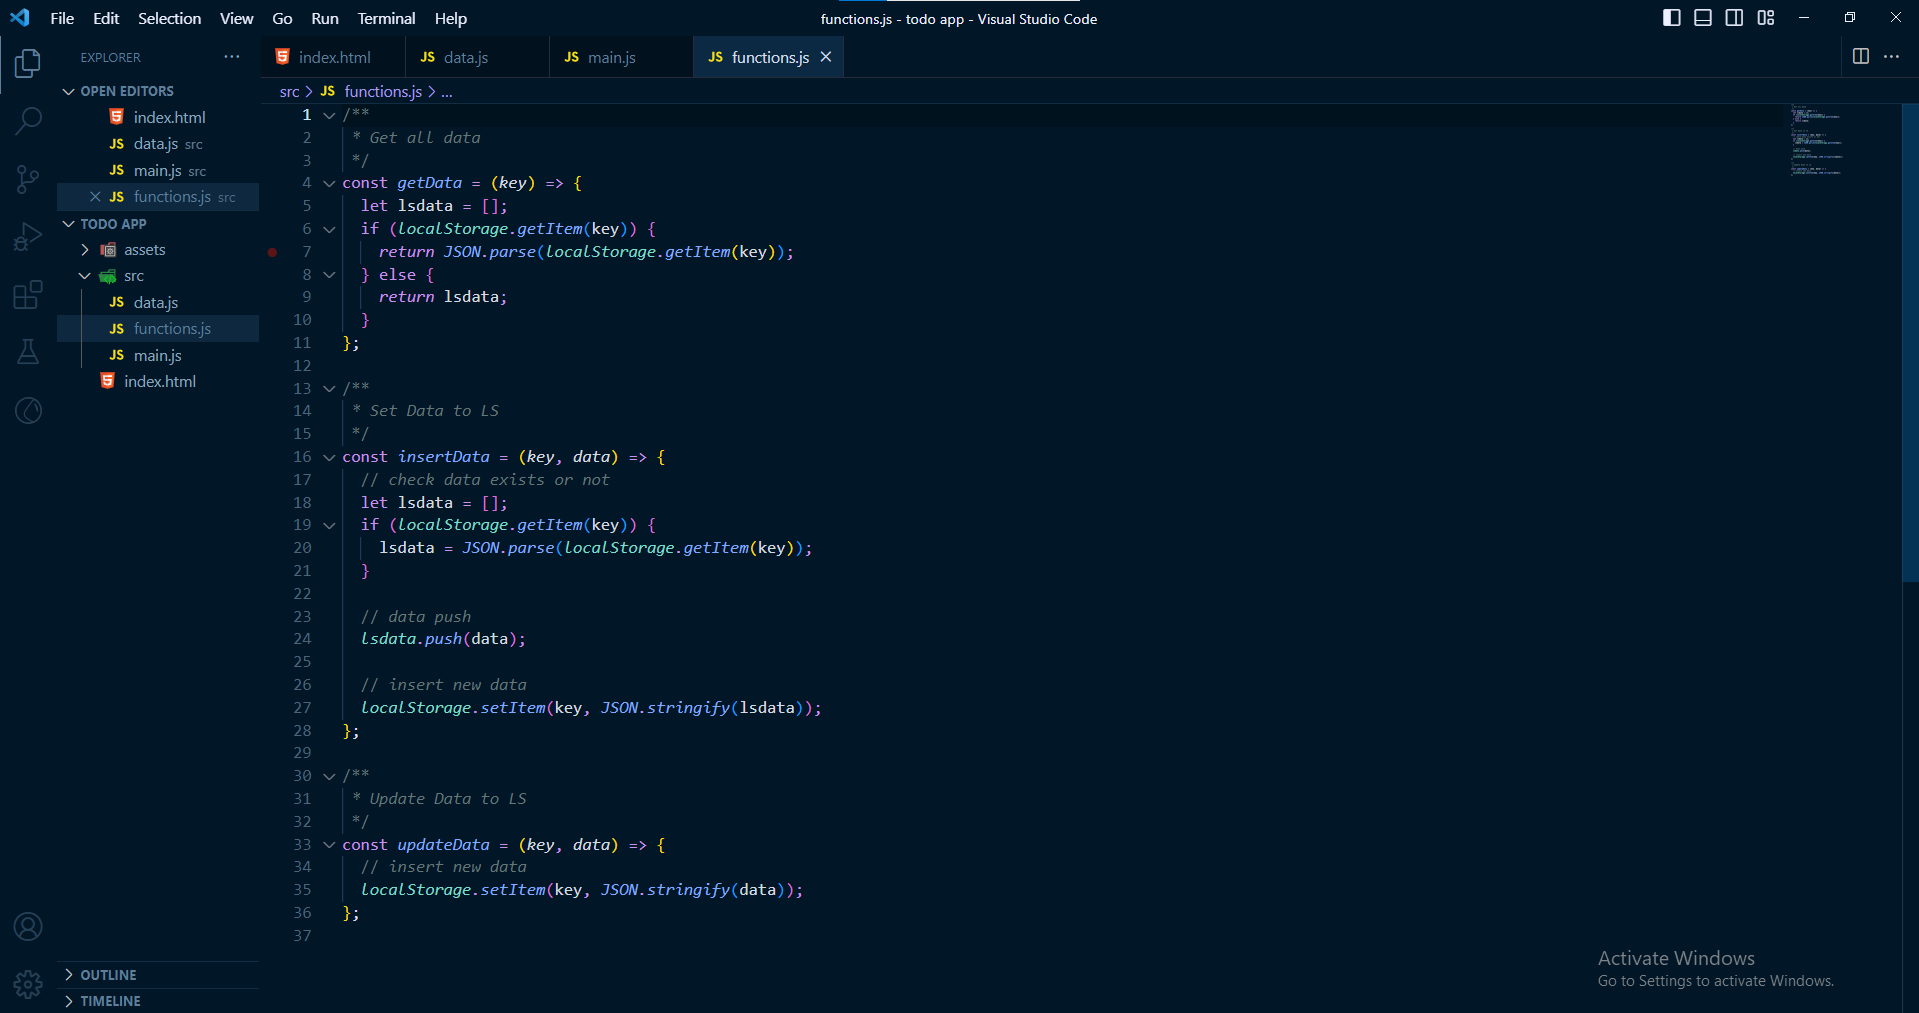 File Edit Selection View Go Run Terminal Help
functions.js - todo app - Visual Studio Code
EXPLORER
OPEN EDITORS
index.html
JS data.js src
JS main.js src
JS functions.js src
TODO APP
assets
src
JS data.js
JS functions.js
JS main.js
index.html
OUTLINE
TIMELINE
index.html JS data.js JS main.js JS functions.js
src > JS functions.js > ...
1 /**
2 * Get all data
3 */
4 const getData = (key) => {
5 let lsdata = [];
6 if (localStorage.getItem(key)) {
7 return JSON.parse(localStorage.getItem(key));
8 } else {
9 return lsdata;
10 }
11 };
12
13 /**
14 * Set Data to LS
15 */
16 const insertData = (key, data) => {
17 // check data exists or not
18 let lsdata = [];
19 if (localStorage.getItem(key)) {
20 lsdata = JSON.parse(localStorage.getItem(key));
21 }
22
23 // data push
24 lsdata.push(data);
25
26 // insert new data
27 localStorage.setItem(key, JSON.stringify(lsdata));
28 };
29
30 /**
31 * Update Data to LS
32 */
33 const updateData = (key, data) => {
34 // insert new data
35 localStorage.setItem(key, JSON.stringify(data));
36 };
37
Activate Windows
Go to Settings to activate Windows.